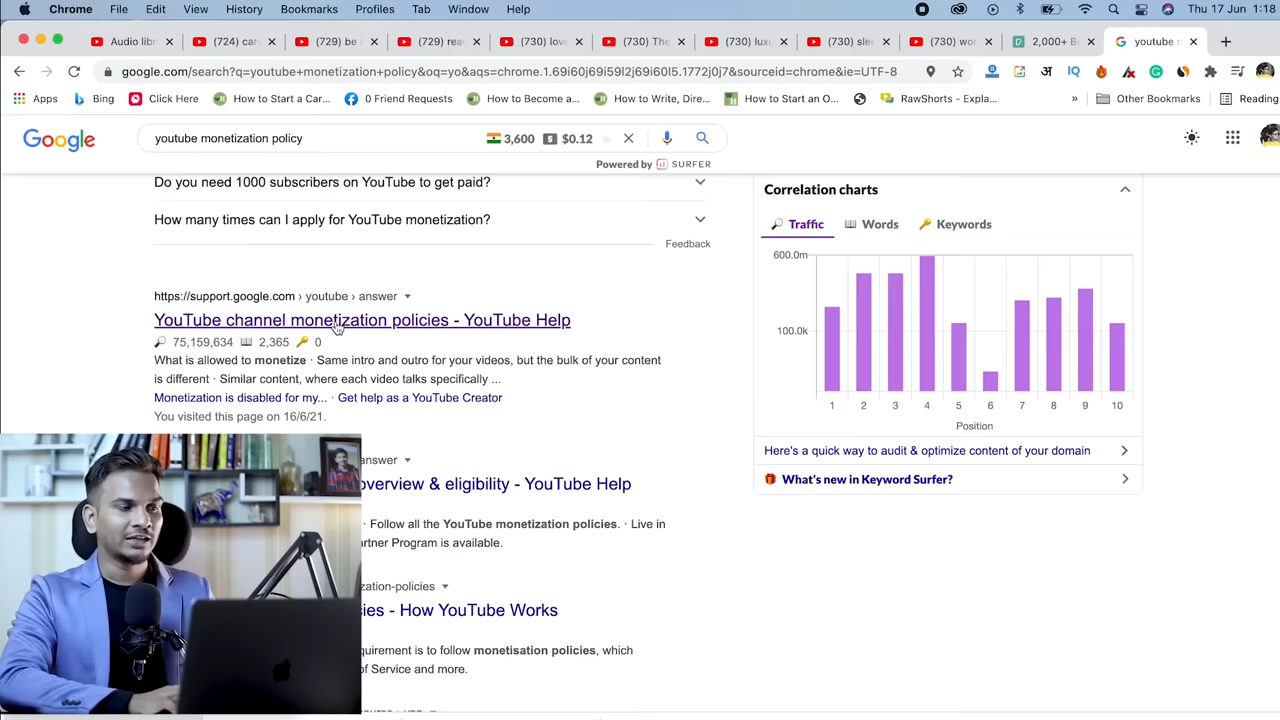 Chrome File Edit View History Bookmarks Profiles Tab Window Help Thu 17 Jun 1:18
Audio libr (724) car (729) be i (729) rea (730) lov (730) The (730) lux (730) slee (730) wo 2,000+ B youtube n
google.com/search?q=youtube+monetization+policy&oq=yo&aqs=chrome.1.69i60j69i59l2j69i60l5.1772j0j7&sourceid=chrome&ie=UTF-8
Apps Bing Click Here How to Start a Car... 0 Friend Requests How to Become a... How to Write, Dire... How to Start an O... RawShorts - Expla... » Other Bookmarks Reading
Google
youtube monetization policy 3,600 $0.12
Powered by SURFER
Do you need 1000 subscribers on YouTube to get paid?
How many times can I apply for YouTube monetization?
Feedback
https://support.google.com › youtube › answer
YouTube channel monetization policies - YouTube Help
75,159,634 2,365 0
What is allowed to monetize · Same intro and outro for your videos, but the bulk of your content
is different · Similar content, where each video talks specifically ...
Monetization is disabled for my... · Get help as a YouTube Creator
You visited this page on 16/6/21.
answer
overview & eligibility - YouTube Help
· Follow all the YouTube monetization policies. · Live in
rtner Program is available.
zation-policies
ies - How YouTube Works
quirement is to follow monetisation policies, which
of Service and more.
Correlation charts
Traffic Words Keywords
600.0m
100.0k
1 2 3 4 5 6 7 8 9 10
Position
Here's a quick way to audit & optimize content of your domain
What's new in Keyword Surfer?